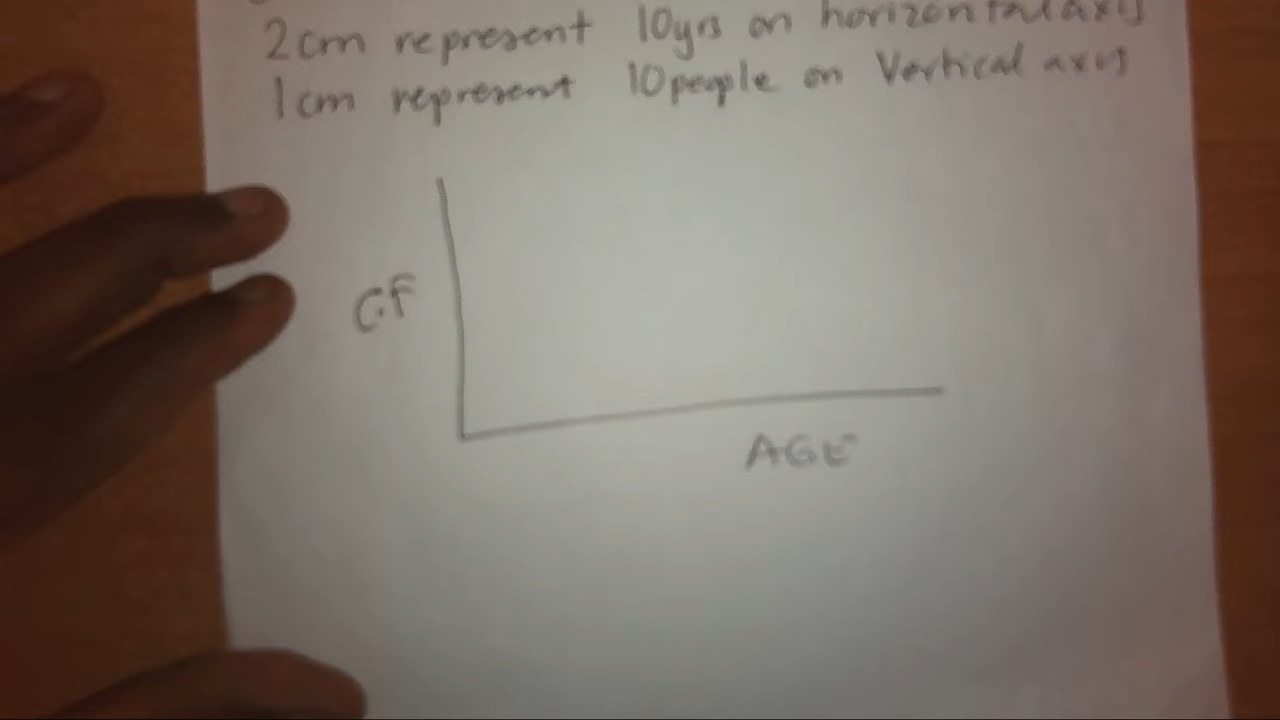 2cm represent 10yrs on horizontal axis
1cm represent 10people on Vertical axis
CF
AGE